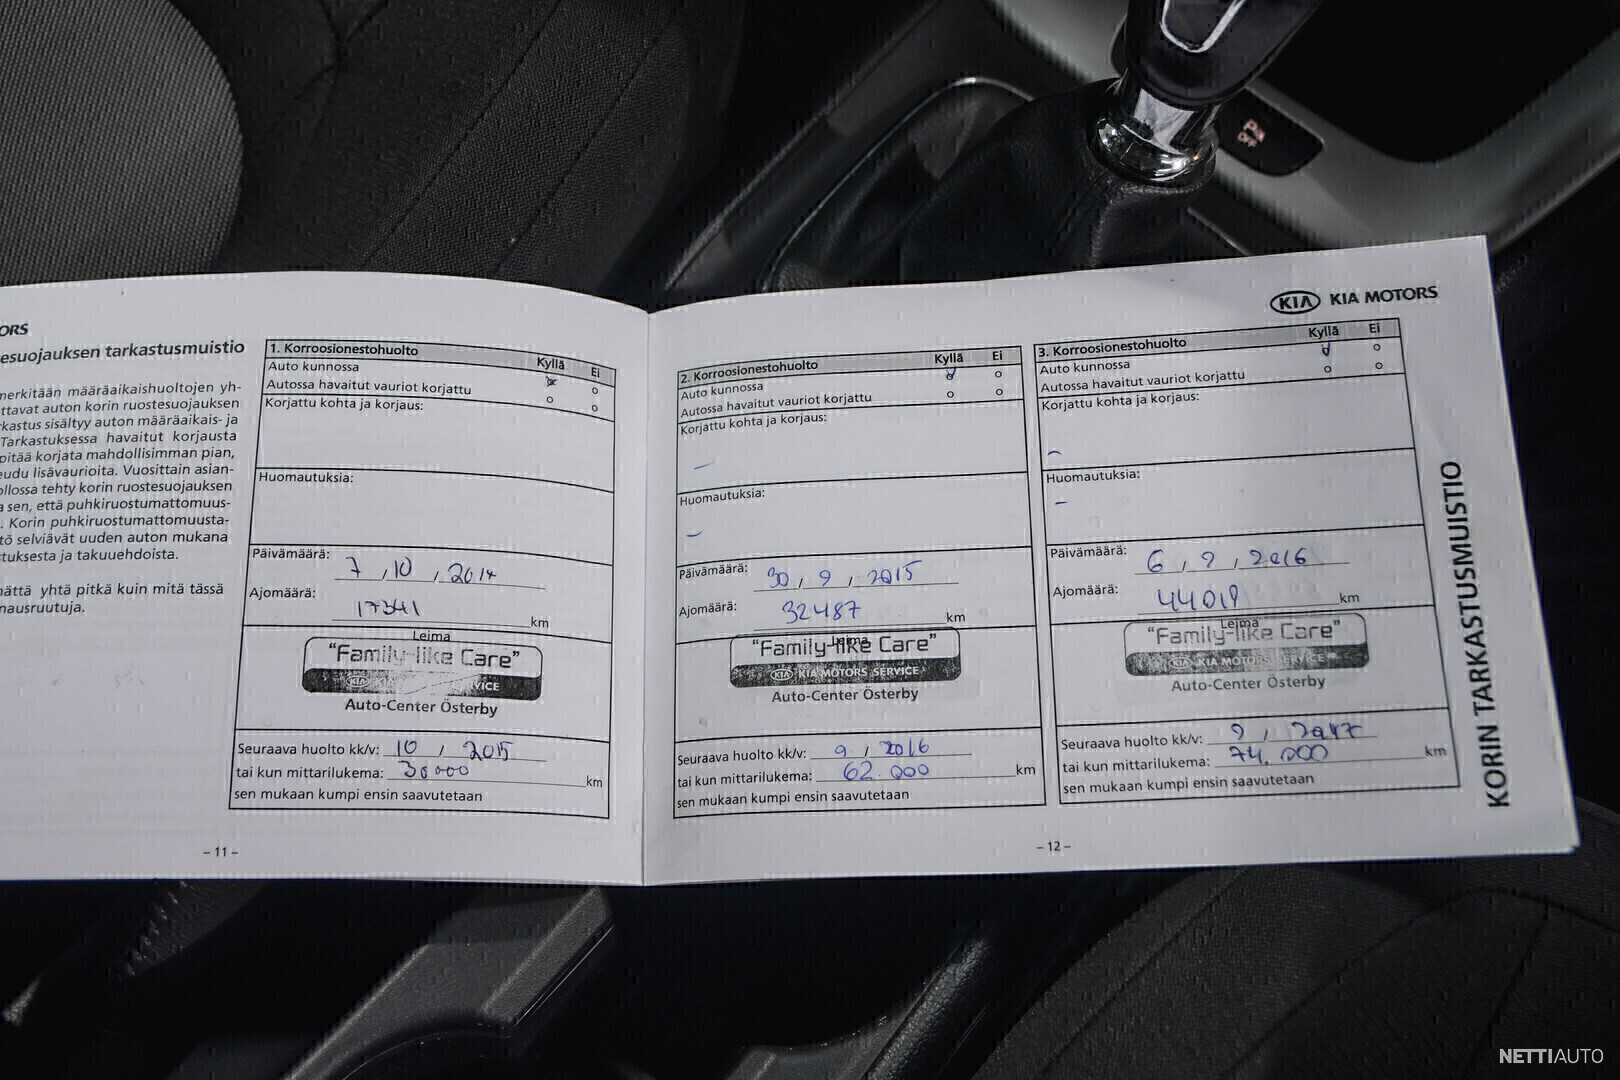 ORS
esuojauksen tarkastusmuistio
merkitään määräaikaishuoltojen yh-
ttavat auton korin ruostesuojauksen
rkastus sisältyy auton määräaikais- ja
Tarkastuksessa havaitut korjausta
pitää korjata mahdollisimman pian,
eudu lisävaurioita. Vuosittain asian-
ollossa tehty korin ruostesuojauksen
a sen, että puhkiruostumattomuus-
. Korin puhkiruostumattomuusta-
tö selviävät uuden auton mukana
tuksesta ja takuuehdoista.
mättä yhtä pitkä kuin mitä tässä
nausruutuja.
1. Korroosionestohuolto
Kyllä Ei
Auto kunnossa
Autossa havaitut vauriot korjattu
Korjattu kohta ja korjaus:
Huomautuksia:
Päivämäärä: 7, 10, 2014
Ajomäärä: 17341 km
Leima
"Family-like Care"
KIA VICE
Auto-Center Österby
Seuraava huolto kk/v: 10, 2015
tai kun mittarilukema: 30000 km
sen mukaan kumpi ensin saavutetaan
– 11 –
KIA KIA MOTORS
2. Korroosionestohuolto
Kyllä Ei
Auto kunnossa
Autossa havaitut vauriot korjattu
Korjattu kohta ja korjaus:
–
Huomautuksia:
–
Päivämäärä: 30, 9, 2015
Ajomäärä: 32487 km
Leima
"Family-like Care"
KIA KIA MOTORS SERVICE
Auto-Center Österby
Seuraava huolto kk/v: 9, 2016
tai kun mittarilukema: 62.000 km
sen mukaan kumpi ensin saavutetaan
3. Korroosionestohuolto
Kyllä Ei
Auto kunnossa
Autossa havaitut vauriot korjattu
Korjattu kohta ja korjaus:
–
Huomautuksia:
–
Päivämäärä: 6, 9, 2016
Ajomäärä: 44019 km
Leima
"Family-like Care"
KIA KIA MOTORS SERVICE
Auto-Center Österby
Seuraava huolto kk/v: 9, 2017
tai kun mittarilukema: 74.000 km
sen mukaan kumpi ensin saavutetaan
– 12 –
KORIN TARKASTUSMUISTIO
P OFF
NETTIAUTO